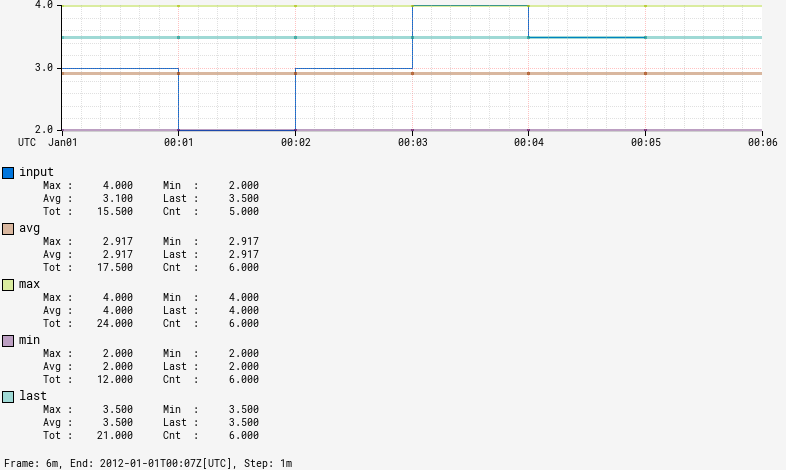 4.0
3.0
2.0
UTC Jan01 00:01 00:02 00:03 00:04 00:05 00:06
input
Max : 4.000 Min : 2.000
Avg : 3.100 Last : 3.500
Tot : 15.500 Cnt : 5.000
avg
Max : 2.917 Min : 2.917
Avg : 2.917 Last : 2.917
Tot : 17.500 Cnt : 6.000
max
Max : 4.000 Min : 4.000
Avg : 4.000 Last : 4.000
Tot : 24.000 Cnt : 6.000
min
Max : 2.000 Min : 2.000
Avg : 2.000 Last : 2.000
Tot : 12.000 Cnt : 6.000
last
Max : 3.500 Min : 3.500
Avg : 3.500 Last : 3.500
Tot : 21.000 Cnt : 6.000
Frame: 6m, End: 2012-01-01T00:07Z[UTC], Step: 1m